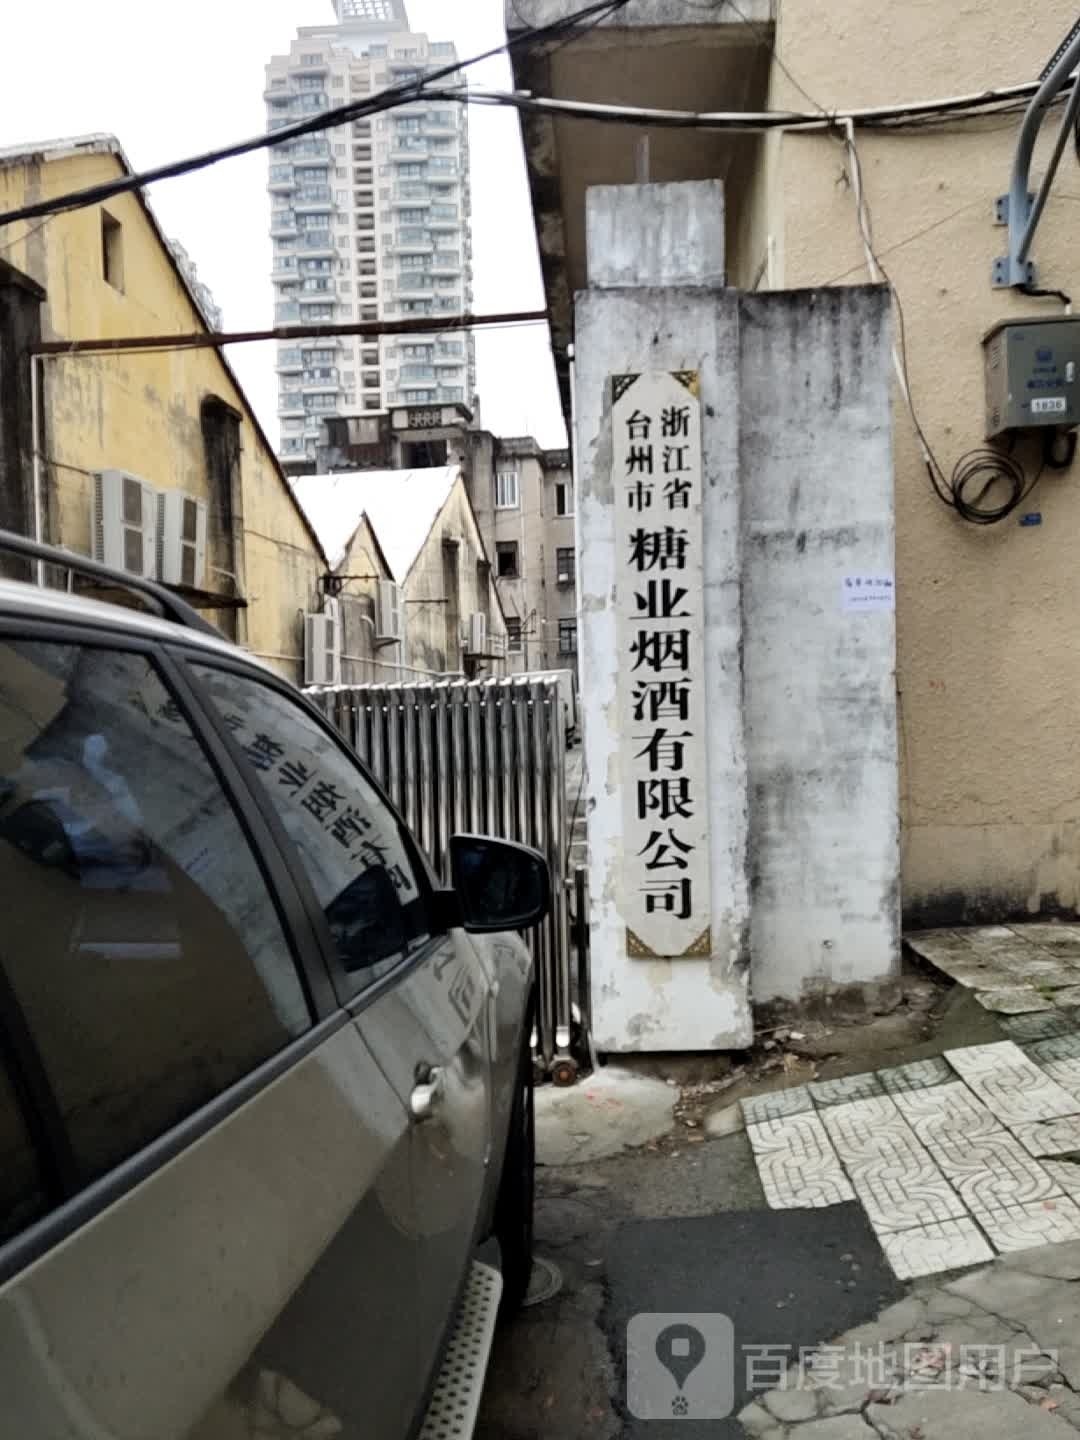 浙江省
台州市
糖业烟酒有限公司
1836
百度地图用户